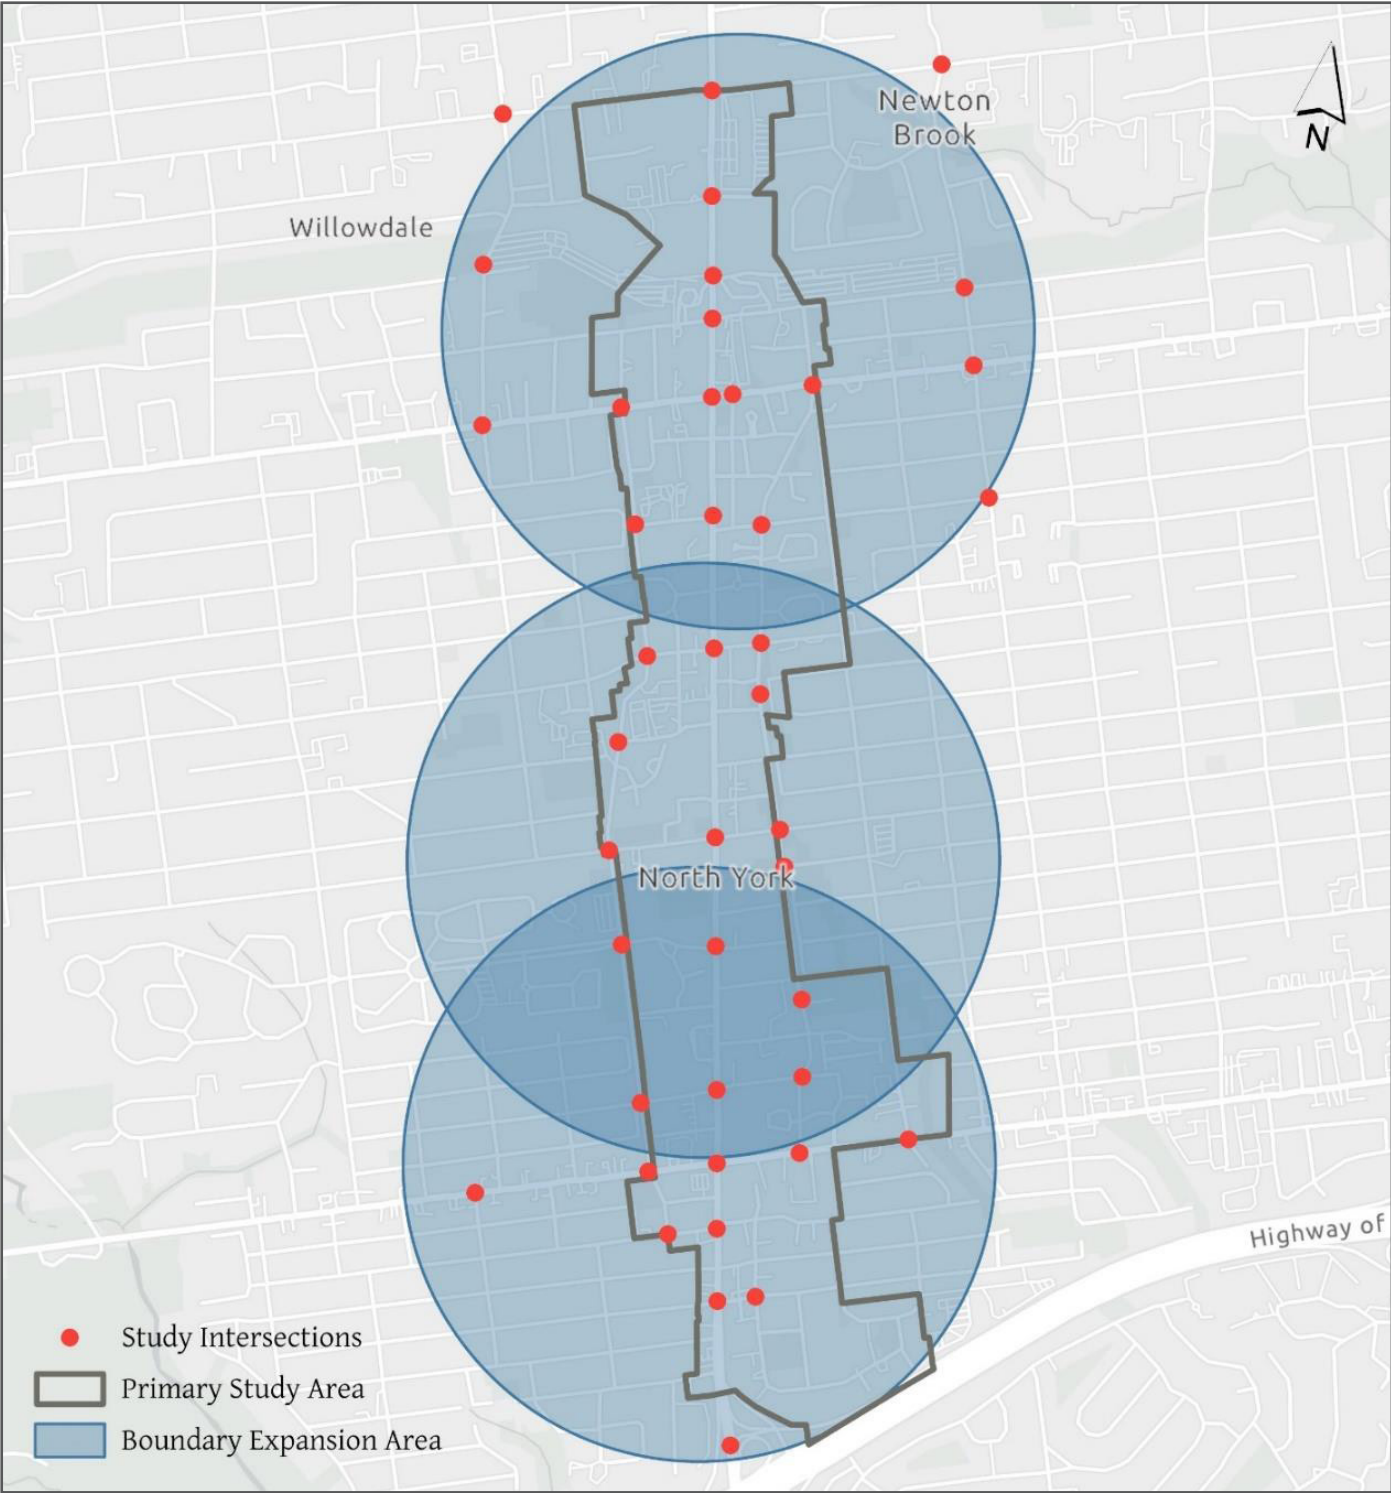 Newton
Brook
N
Willowdale
North York
Highway of
Study Intersections
Primary Study Area
Boundary Expansion Area